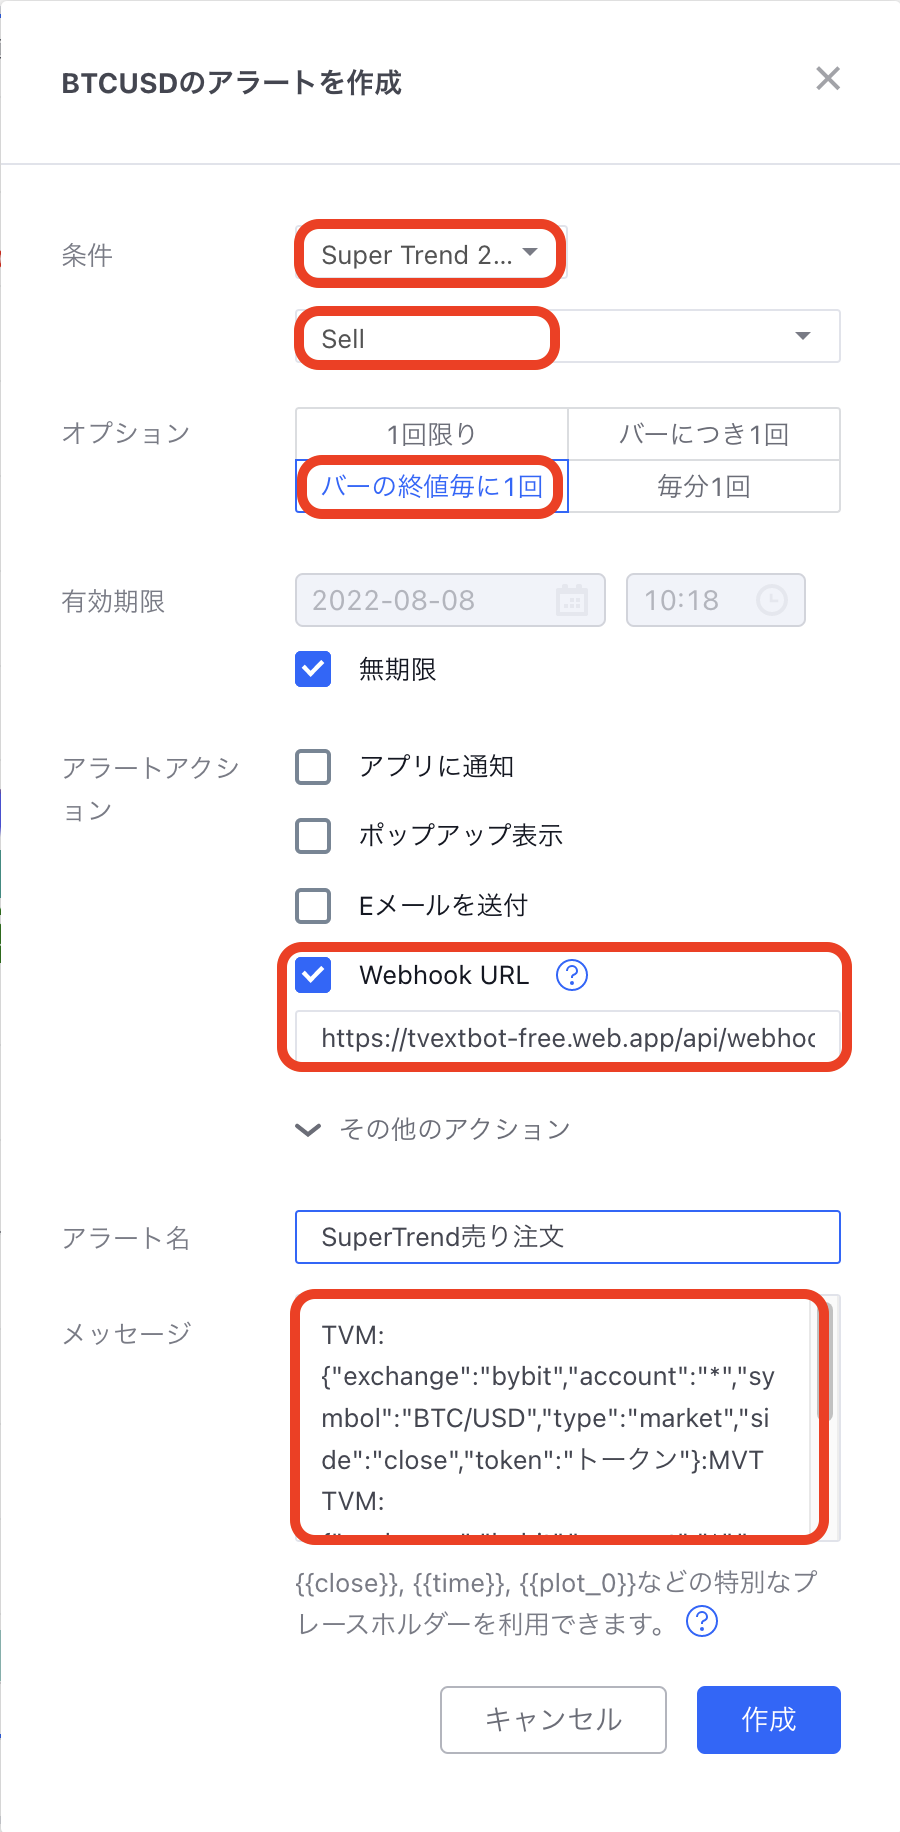 BTCUSDのアラートを作成
条件
Super Trend 2...
Sell
オプション
1回限り
バーにつき1回
バーの終値毎に1回
毎分1回
有効期限
2022-08-08
10:18
無期限
アラートアクシ
ョン
アプリに通知
ポップアップ表示
Eメールを送付
Webhook URL
https://tvextbot-free.web.app/api/webhoo
その他のアクション
アラート名
SuperTrend売り注文
メッセージ
TVM:
{"exchange":"bybit","account":"*","sy
mbol":"BTC/USD","type":"market","si
de":"close","token":"トークン"}:MVT
TVM:
{{close}}, {{time}}, {{plot_0}}などの特別なプ
レースホルダーを利用できます。
キャンセル
作成